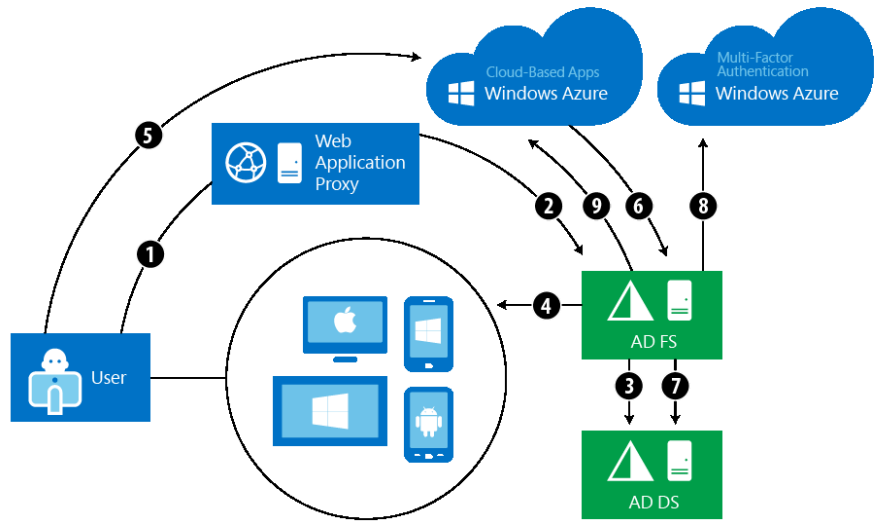 Cloud-Based Apps
Windows Azure
Multi-Factor
Authentication
Windows Azure
5
Web
Application
Proxy
1
2
9
6
8
4
AD FS
User
3
7
AD DS